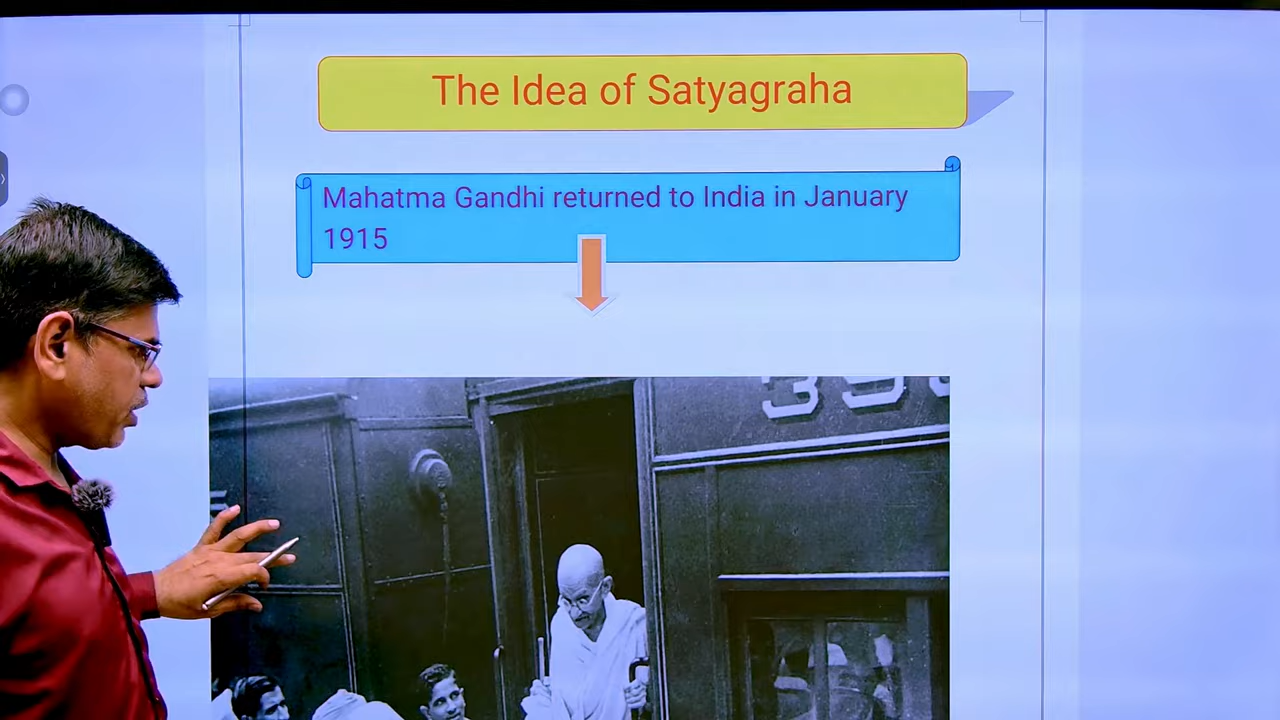 The Idea of Satyagraha
Mahatma Gandhi returned to India in January
1915